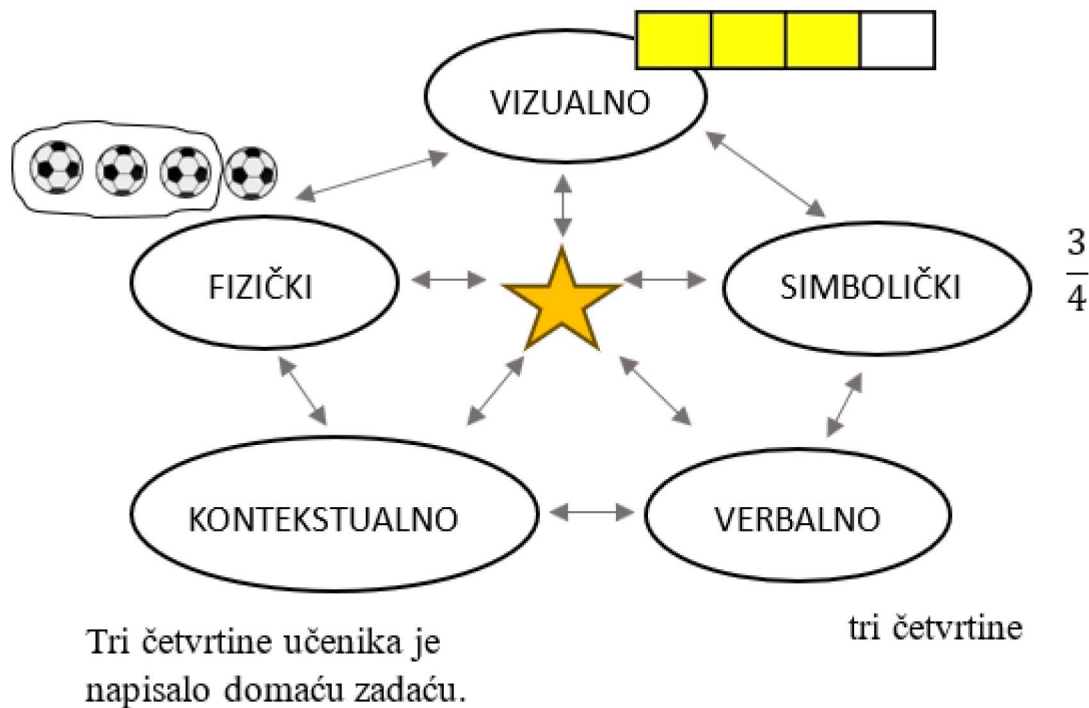 VIZUALNO
FIZIČKI
SIMBOLIČKI
3
4
KONTEKSTUALNO
VERBALNO
Tri četvrtine učenika je
napisalo domaću zadaću.
tri četvrtine